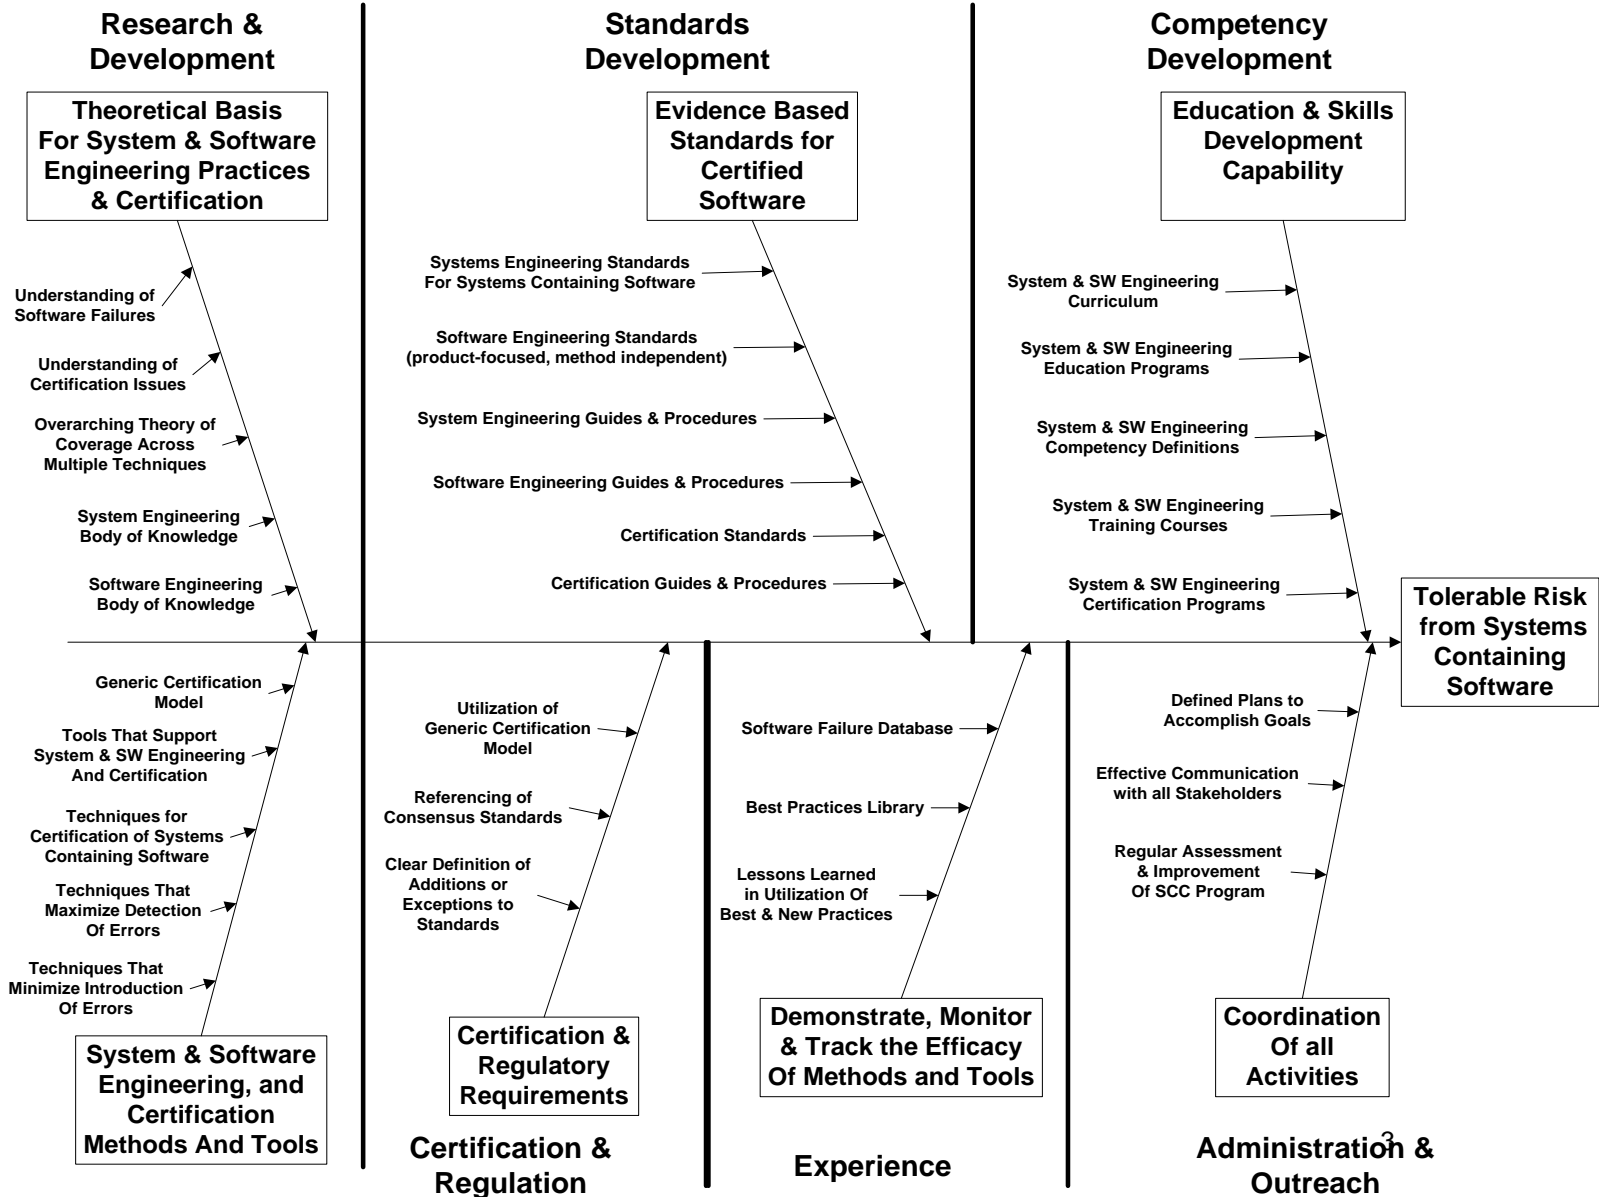 Research &
Development
Standards
Development
Competency
Development
Theoretical Basis
For System & Software
Engineering Practices
& Certification
Evidence Based
Standards for
Certified
Software
Education & Skills
Development
Capability
Understanding of
Software Failures
Understanding of
Certification Issues
Overarching Theory of
Coverage Across
Multiple Techniques
System Engineering
Body of Knowledge
Software Engineering
Body of Knowledge
Systems Engineering Standards
For Systems Containing Software
Software Engineering Standards
(product-focused, method independent)
System Engineering Guides & Procedures
Software Engineering Guides & Procedures
Certification Standards
Certification Guides & Procedures
System & SW Engineering
Curriculum
System & SW Engineering
Education Programs
System & SW Engineering
Competency Definitions
System & SW Engineering
Training Courses
System & SW Engineering
Certification Programs
Tolerable Risk
from Systems
Containing
Software
Generic Certification
Model
Tools That Support
System & SW Engineering
And Certification
Techniques for
Certification of Systems
Containing Software
Techniques That
Maximize Detection
Of Errors
Techniques That
Minimize Introduction
Of Errors
System & Software
Engineering, and
Certification
Methods And Tools
Utilization of
Generic Certification
Model
Referencing of
Consensus Standards
Clear Definition of
Additions or
Exceptions to
Standards
Certification &
Regulatory
Requirements
Certification &
Regulation
Software Failure Database
Best Practices Library
Lessons Learned
in Utilization Of
Best & New Practices
Demonstrate, Monitor
& Track the Efficacy
Of Methods and Tools
Experience
Defined Plans to
Accomplish Goals
Effective Communication
with all Stakeholders
Regular Assessment
& Improvement
Of SCC Program
Coordination
Of all
Activities
Administration &
Outreach
3